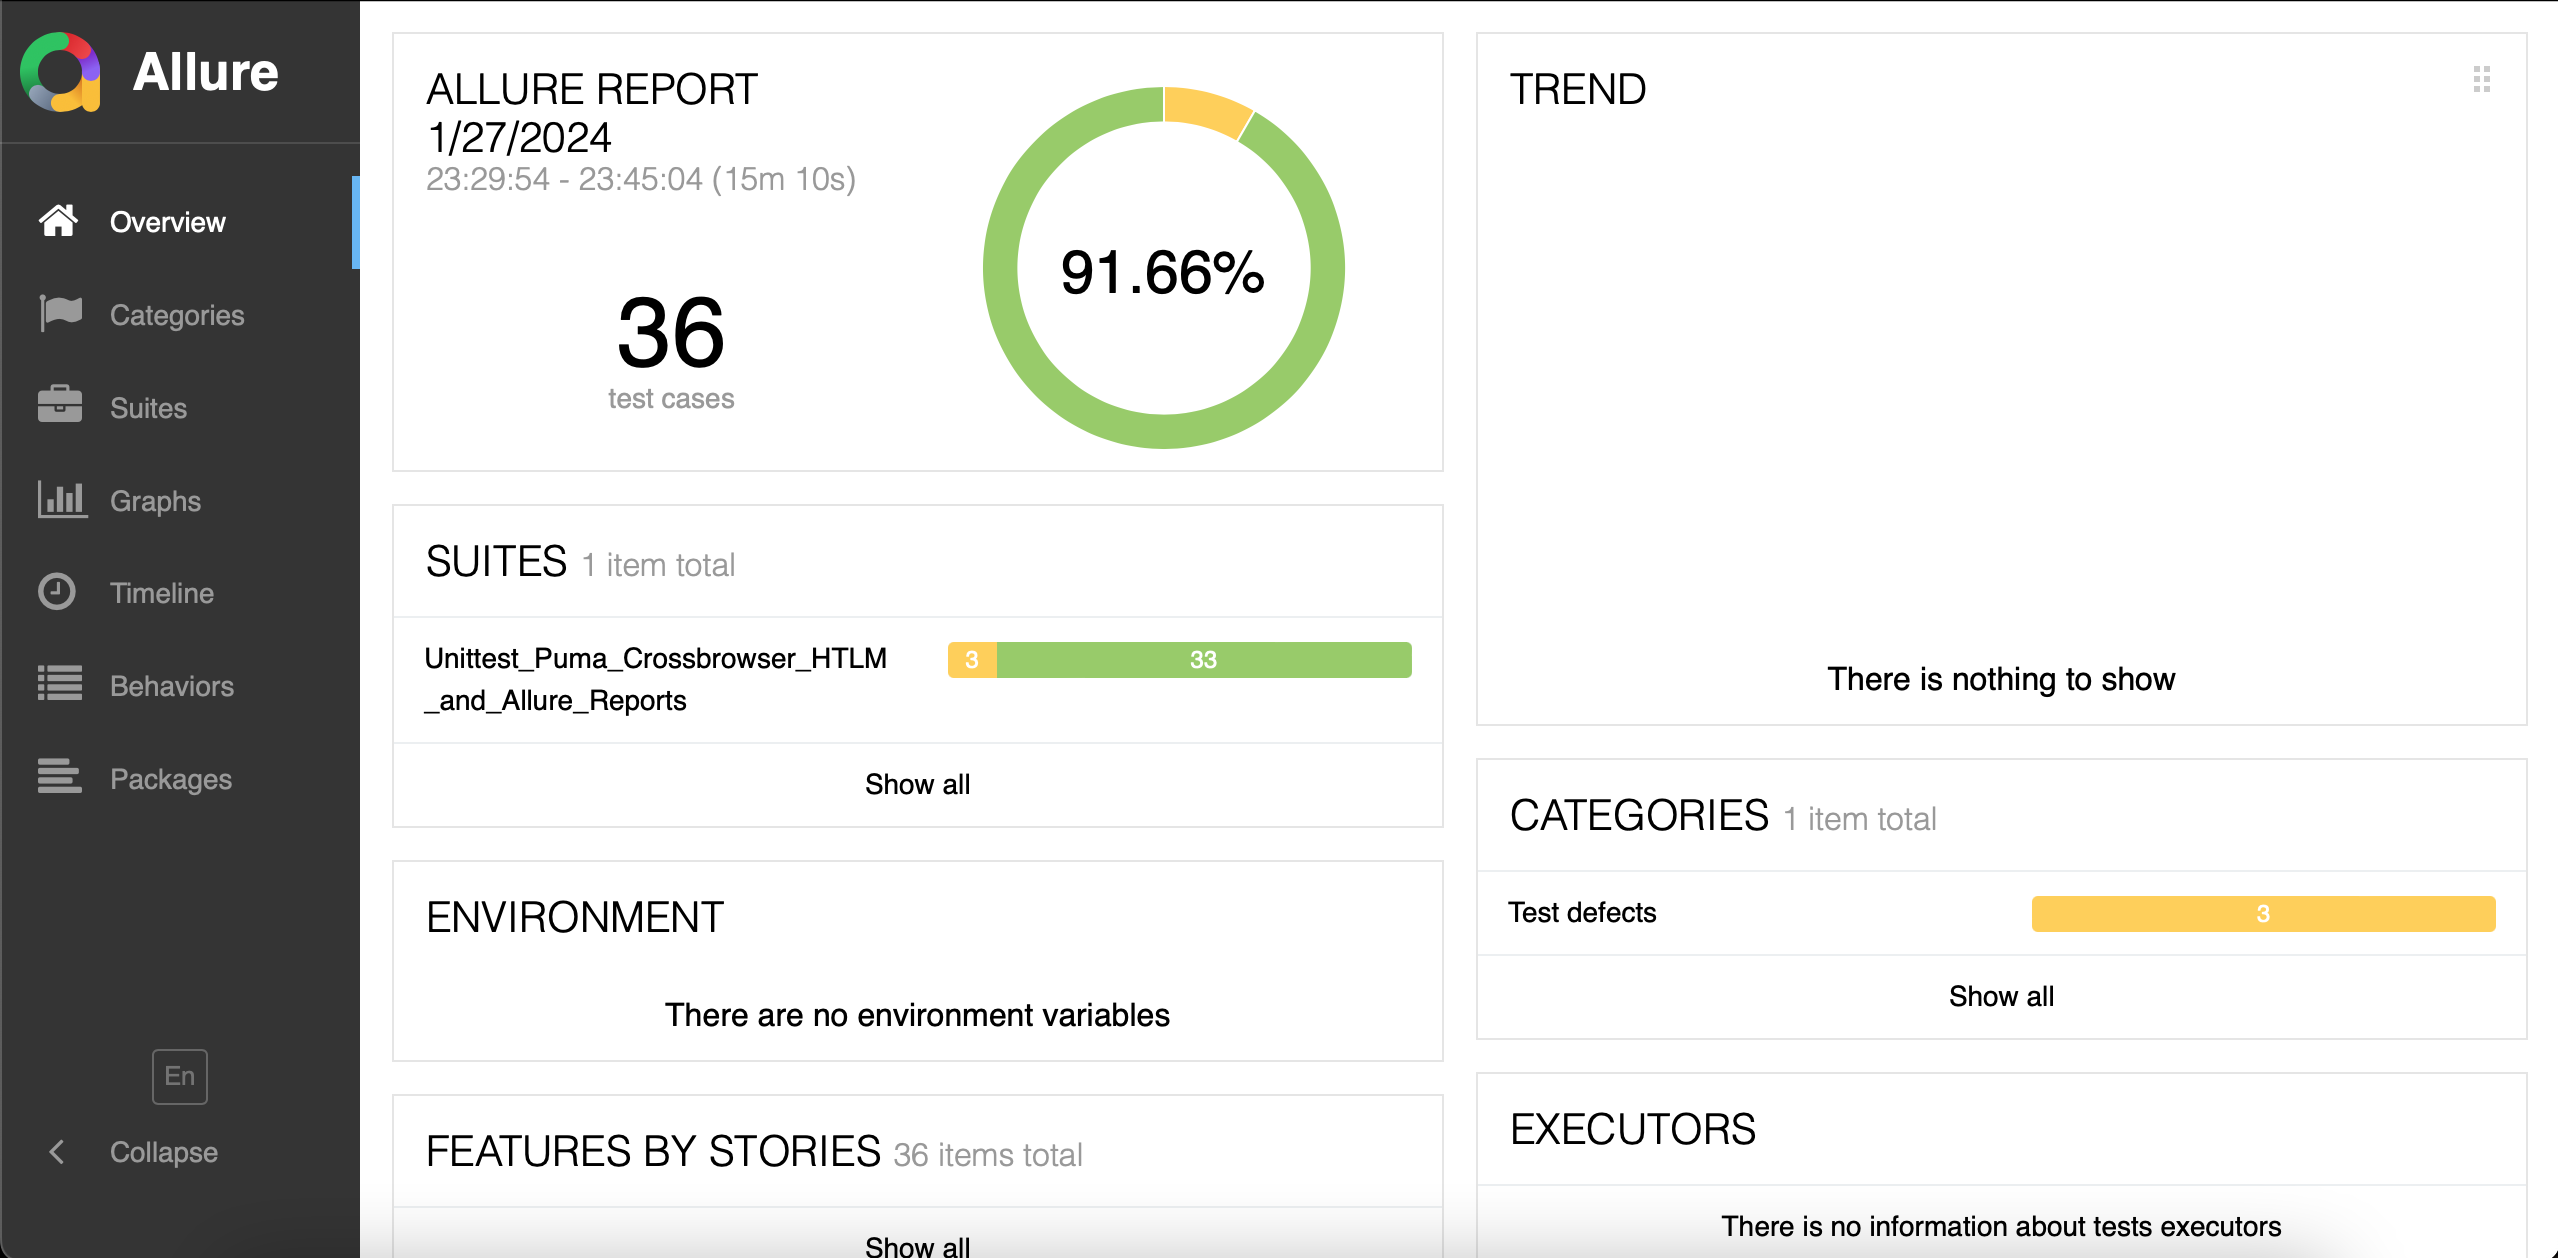 Allure
Overview
Categories
Suites
Graphs
Timeline
Behaviors
Packages
En
Collapse
ALLURE REPORT
1/27/2024
23:29:54 - 23:45:04 (15m 10s)
36
test cases
91.66%
SUITES 1 item total
Unittest_Puma_Crossbrowser_HTLM
_and_Allure_Reports
3
33
Show all
ENVIRONMENT
There are no environment variables
FEATURES BY STORIES 36 items total
Show all
TREND
There is nothing to show
CATEGORIES 1 item total
Test defects
3
Show all
EXECUTORS
There is no information about tests executors